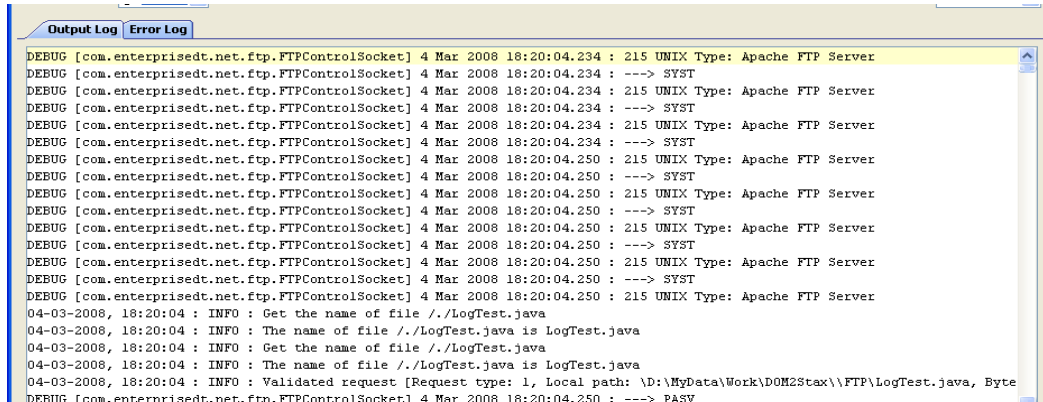 Output Log Error Log
DEBUG [com.enterprisedt.net.ftp.FTPControlSocket] 4 Mar 2008 18:20:04.234 : 215 UNIX Type: Apache FTP Server
DEBUG [com.enterprisedt.net.ftp.FTPControlSocket] 4 Mar 2008 18:20:04.234 : ---> SYST
DEBUG [com.enterprisedt.net.ftp.FTPControlSocket] 4 Mar 2008 18:20:04.234 : 215 UNIX Type: Apache FTP Server
DEBUG [com.enterprisedt.net.ftp.FTPControlSocket] 4 Mar 2008 18:20:04.234 : ---> SYST
DEBUG [com.enterprisedt.net.ftp.FTPControlSocket] 4 Mar 2008 18:20:04.234 : 215 UNIX Type: Apache FTP Server
DEBUG [com.enterprisedt.net.ftp.FTPControlSocket] 4 Mar 2008 18:20:04.234 : ---> SYST
DEBUG [com.enterprisedt.net.ftp.FTPControlSocket] 4 Mar 2008 18:20:04.250 : 215 UNIX Type: Apache FTP Server
DEBUG [com.enterprisedt.net.ftp.FTPControlSocket] 4 Mar 2008 18:20:04.250 : ---> SYST
DEBUG [com.enterprisedt.net.ftp.FTPControlSocket] 4 Mar 2008 18:20:04.250 : 215 UNIX Type: Apache FTP Server
DEBUG [com.enterprisedt.net.ftp.FTPControlSocket] 4 Mar 2008 18:20:04.250 : ---> SYST
DEBUG [com.enterprisedt.net.ftp.FTPControlSocket] 4 Mar 2008 18:20:04.250 : 215 UNIX Type: Apache FTP Server
DEBUG [com.enterprisedt.net.ftp.FTPControlSocket] 4 Mar 2008 18:20:04.250 : ---> SYST
DEBUG [com.enterprisedt.net.ftp.FTPControlSocket] 4 Mar 2008 18:20:04.250 : 215 UNIX Type: Apache FTP Server
DEBUG [com.enterprisedt.net.ftp.FTPControlSocket] 4 Mar 2008 18:20:04.250 : ---> SYST
DEBUG [com.enterprisedt.net.ftp.FTPControlSocket] 4 Mar 2008 18:20:04.250 : 215 UNIX Type: Apache FTP Server
04-03-2008, 18:20:04 : INFO : Get the name of file /./LogTest.java
04-03-2008, 18:20:04 : INFO : The name of file /./LogTest.java is LogTest.java
04-03-2008, 18:20:04 : INFO : Get the name of file /./LogTest.java
04-03-2008, 18:20:04 : INFO : The name of file /./LogTest.java is LogTest.java
04-03-2008, 18:20:04 : INFO : Validated request [Request type: 1, Local path: \D:\MyData\Work\DOM2Stax\\FTP\LogTest.java, Byte
DEBUG [com.enterprisedt.net.ftp.FTPControlSocket] 4 Mar 2008 18:20:04.250 : ---> PASV